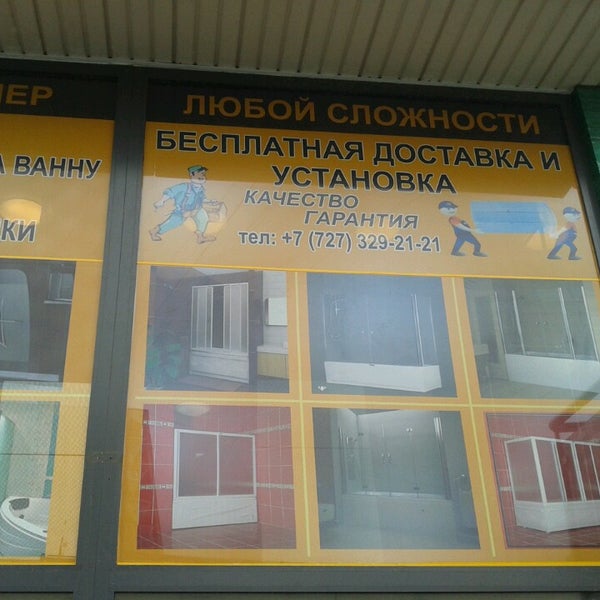 ЛЮБОЙ СЛОЖНОСТИ
А ВАННУ
КИ
БЕСПЛАТНАЯ ДОСТАВКА И
УСТАНОВКА
КАЧЕСТВО
ГАРАНТИЯ
тел: +7 (727) 329-21-21